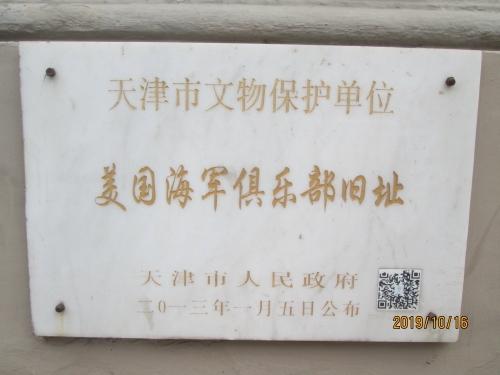 天津市文物保护单位
美国海军俱乐部旧址
天津市人民政府
二0一三年一月五日公布
2019/10/16